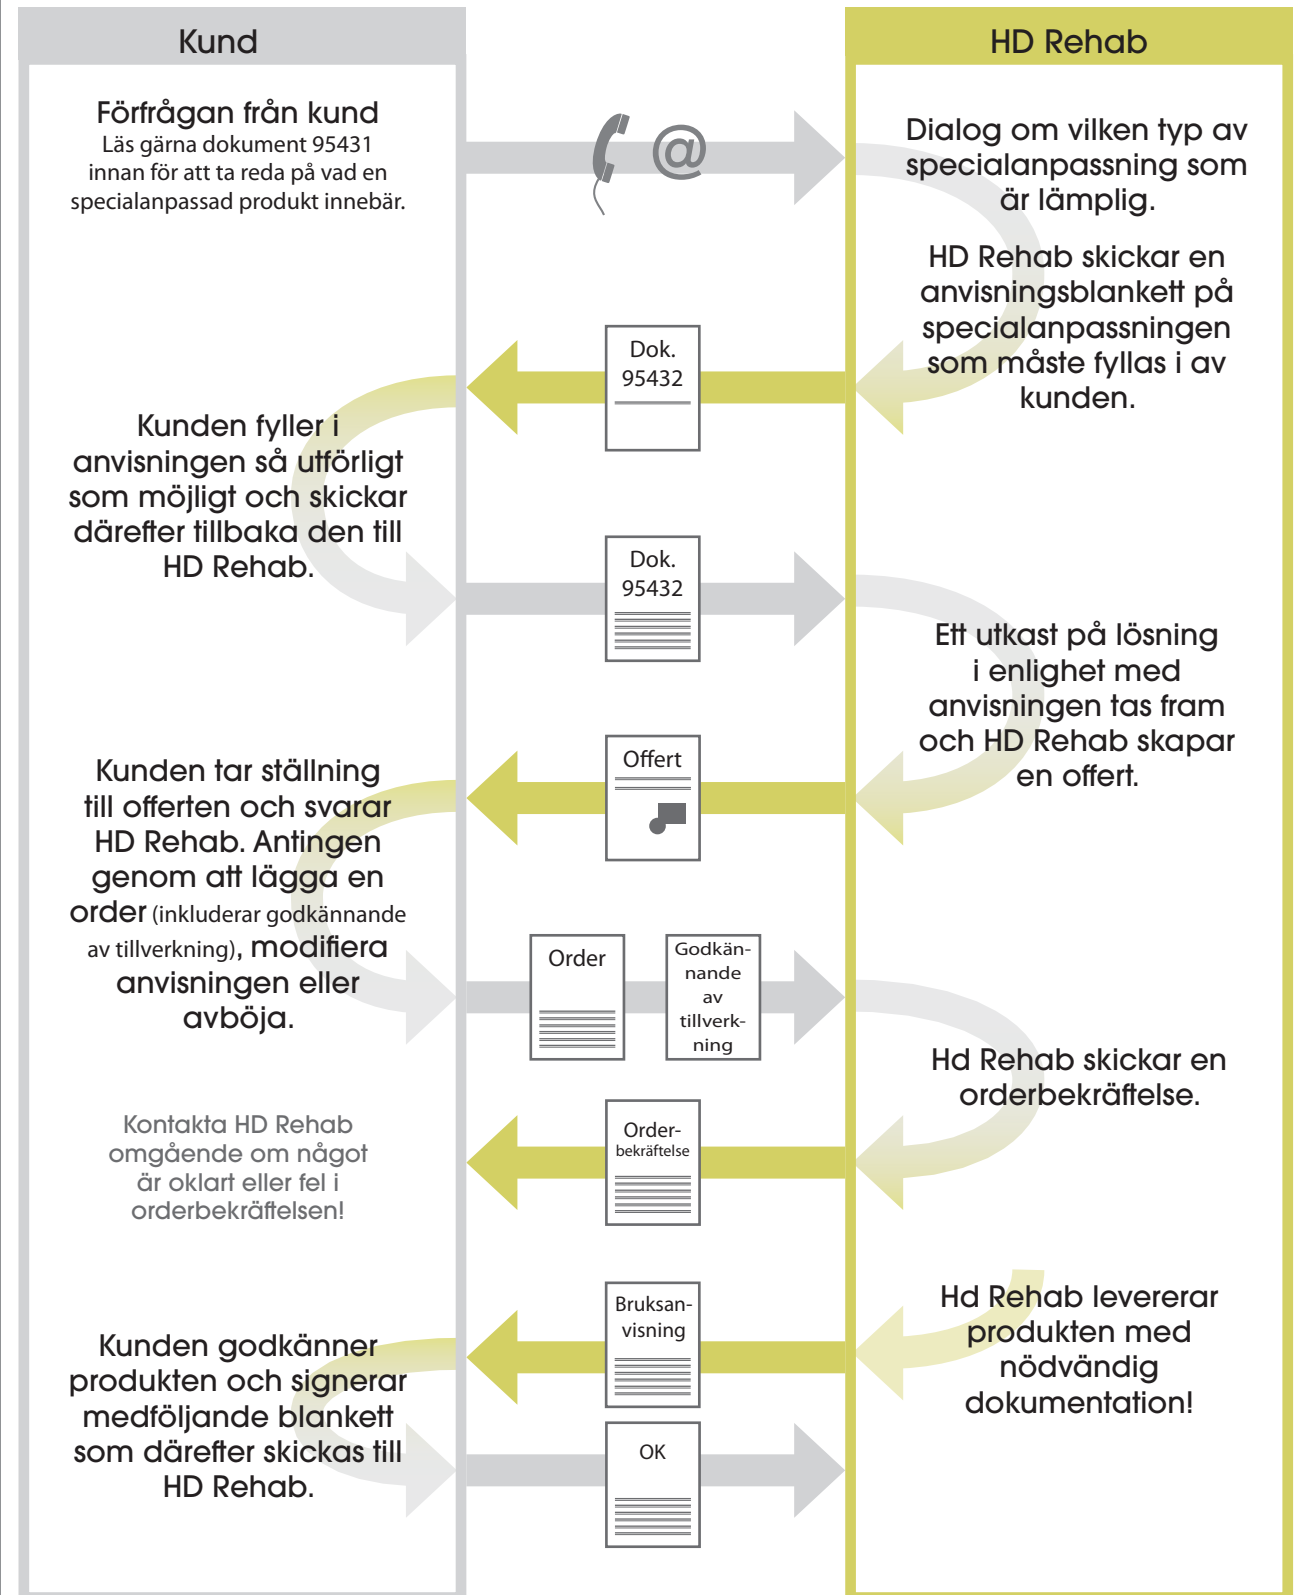 Kund
HD Rehab
Förfrågan från kund
Läs gärna dokument 95431
innan för att ta reda på vad en
specialanpassad produkt innebär.
@
Dialog om vilken typ av
specialanpassning som
är lämplig.
HD Rehab skickar en
anvisningsblankett på
specialanpassningen
som måste fyllas i av
kunden.
Dok.
95432
Kunden fyller i
anvisningen så utförligt
som möjligt och skickar
därefter tillbaka den till
HD Rehab.
Dok.
95432
Ett utkast på lösning
i enlighet med
anvisningen tas fram
och HD Rehab skapar
en offert.
Offert
Kunden tar ställning
till offerten och svarar
HD Rehab. Antingen
genom att lägga en
order (inkluderar godkännande
av tillverkning), modifiera
anvisningen eller
avböja.
Order
Godkän-
nande
av
tillverk-
ning
Hd Rehab skickar en
orderbekräftelse.
Order-
bekräftelse
Kontakta HD Rehab
omgående om något
är oklart eller fel i
orderbekräftelsen!
Hd Rehab levererar
produkten med
nödvändig
dokumentation!
Bruksan-
visning
Kunden godkänner
produkten och signerar
medföljande blankett
som därefter skickas till
HD Rehab.
OK